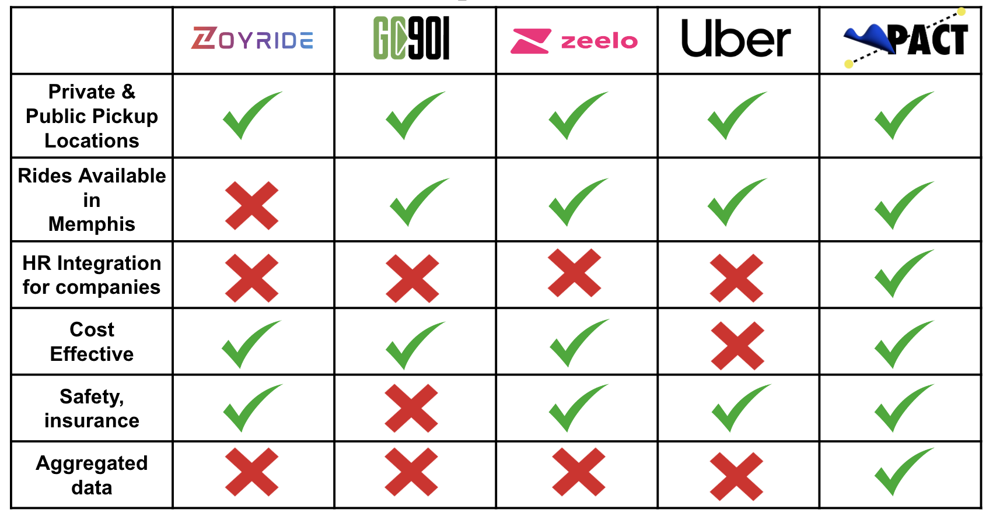 ZOYRIDE
GO901
zeelo
Uber
PACT
Private &
Public Pickup
Locations
Rides Available
in
Memphis
HR Integration
for companies
Cost
Effective
Safety,
insurance
Aggregated
data